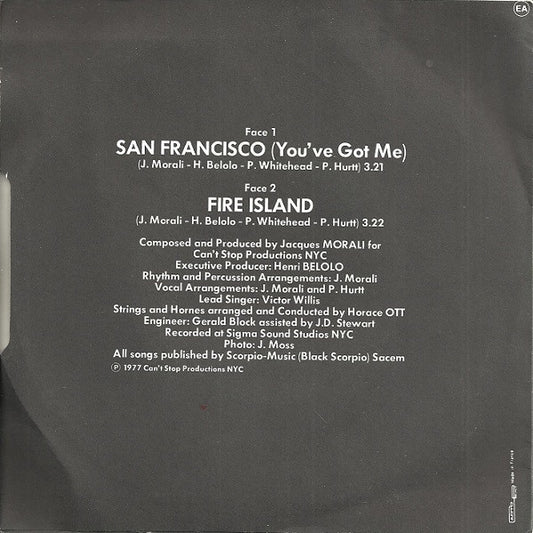 EA
Face 1
SAN FRANCISCO (You've Got Me)
(J. Morali - H. Belolo - P. Whitehead - P. Hurtt) 3.21
Face 2
FIRE ISLAND
(J. Morali - H. Belolo - P. Whitehead - P. Hurtt) 3.22
Composed and Produced by Jacques MORALI for
Can't Stop Productions NYC
Executive Producer: Henri BELOLO
Rhythm and Percussion Arrangements: J. Morali
Vocal Arrangements: J. Morali and P. Hurtt
Lead Singer: Victor Willis
Strings and Hornes arranged and Conducted by Horace OTT
Engineer: Gerald Block assisted by J.D. Stewart
Recorded at Sigma Sound Studios NYC
Photo: J. Moss
All songs published by Scorpio-Music (Black Scorpio) Sacem
℗ 1977 Can't Stop Productions NYC